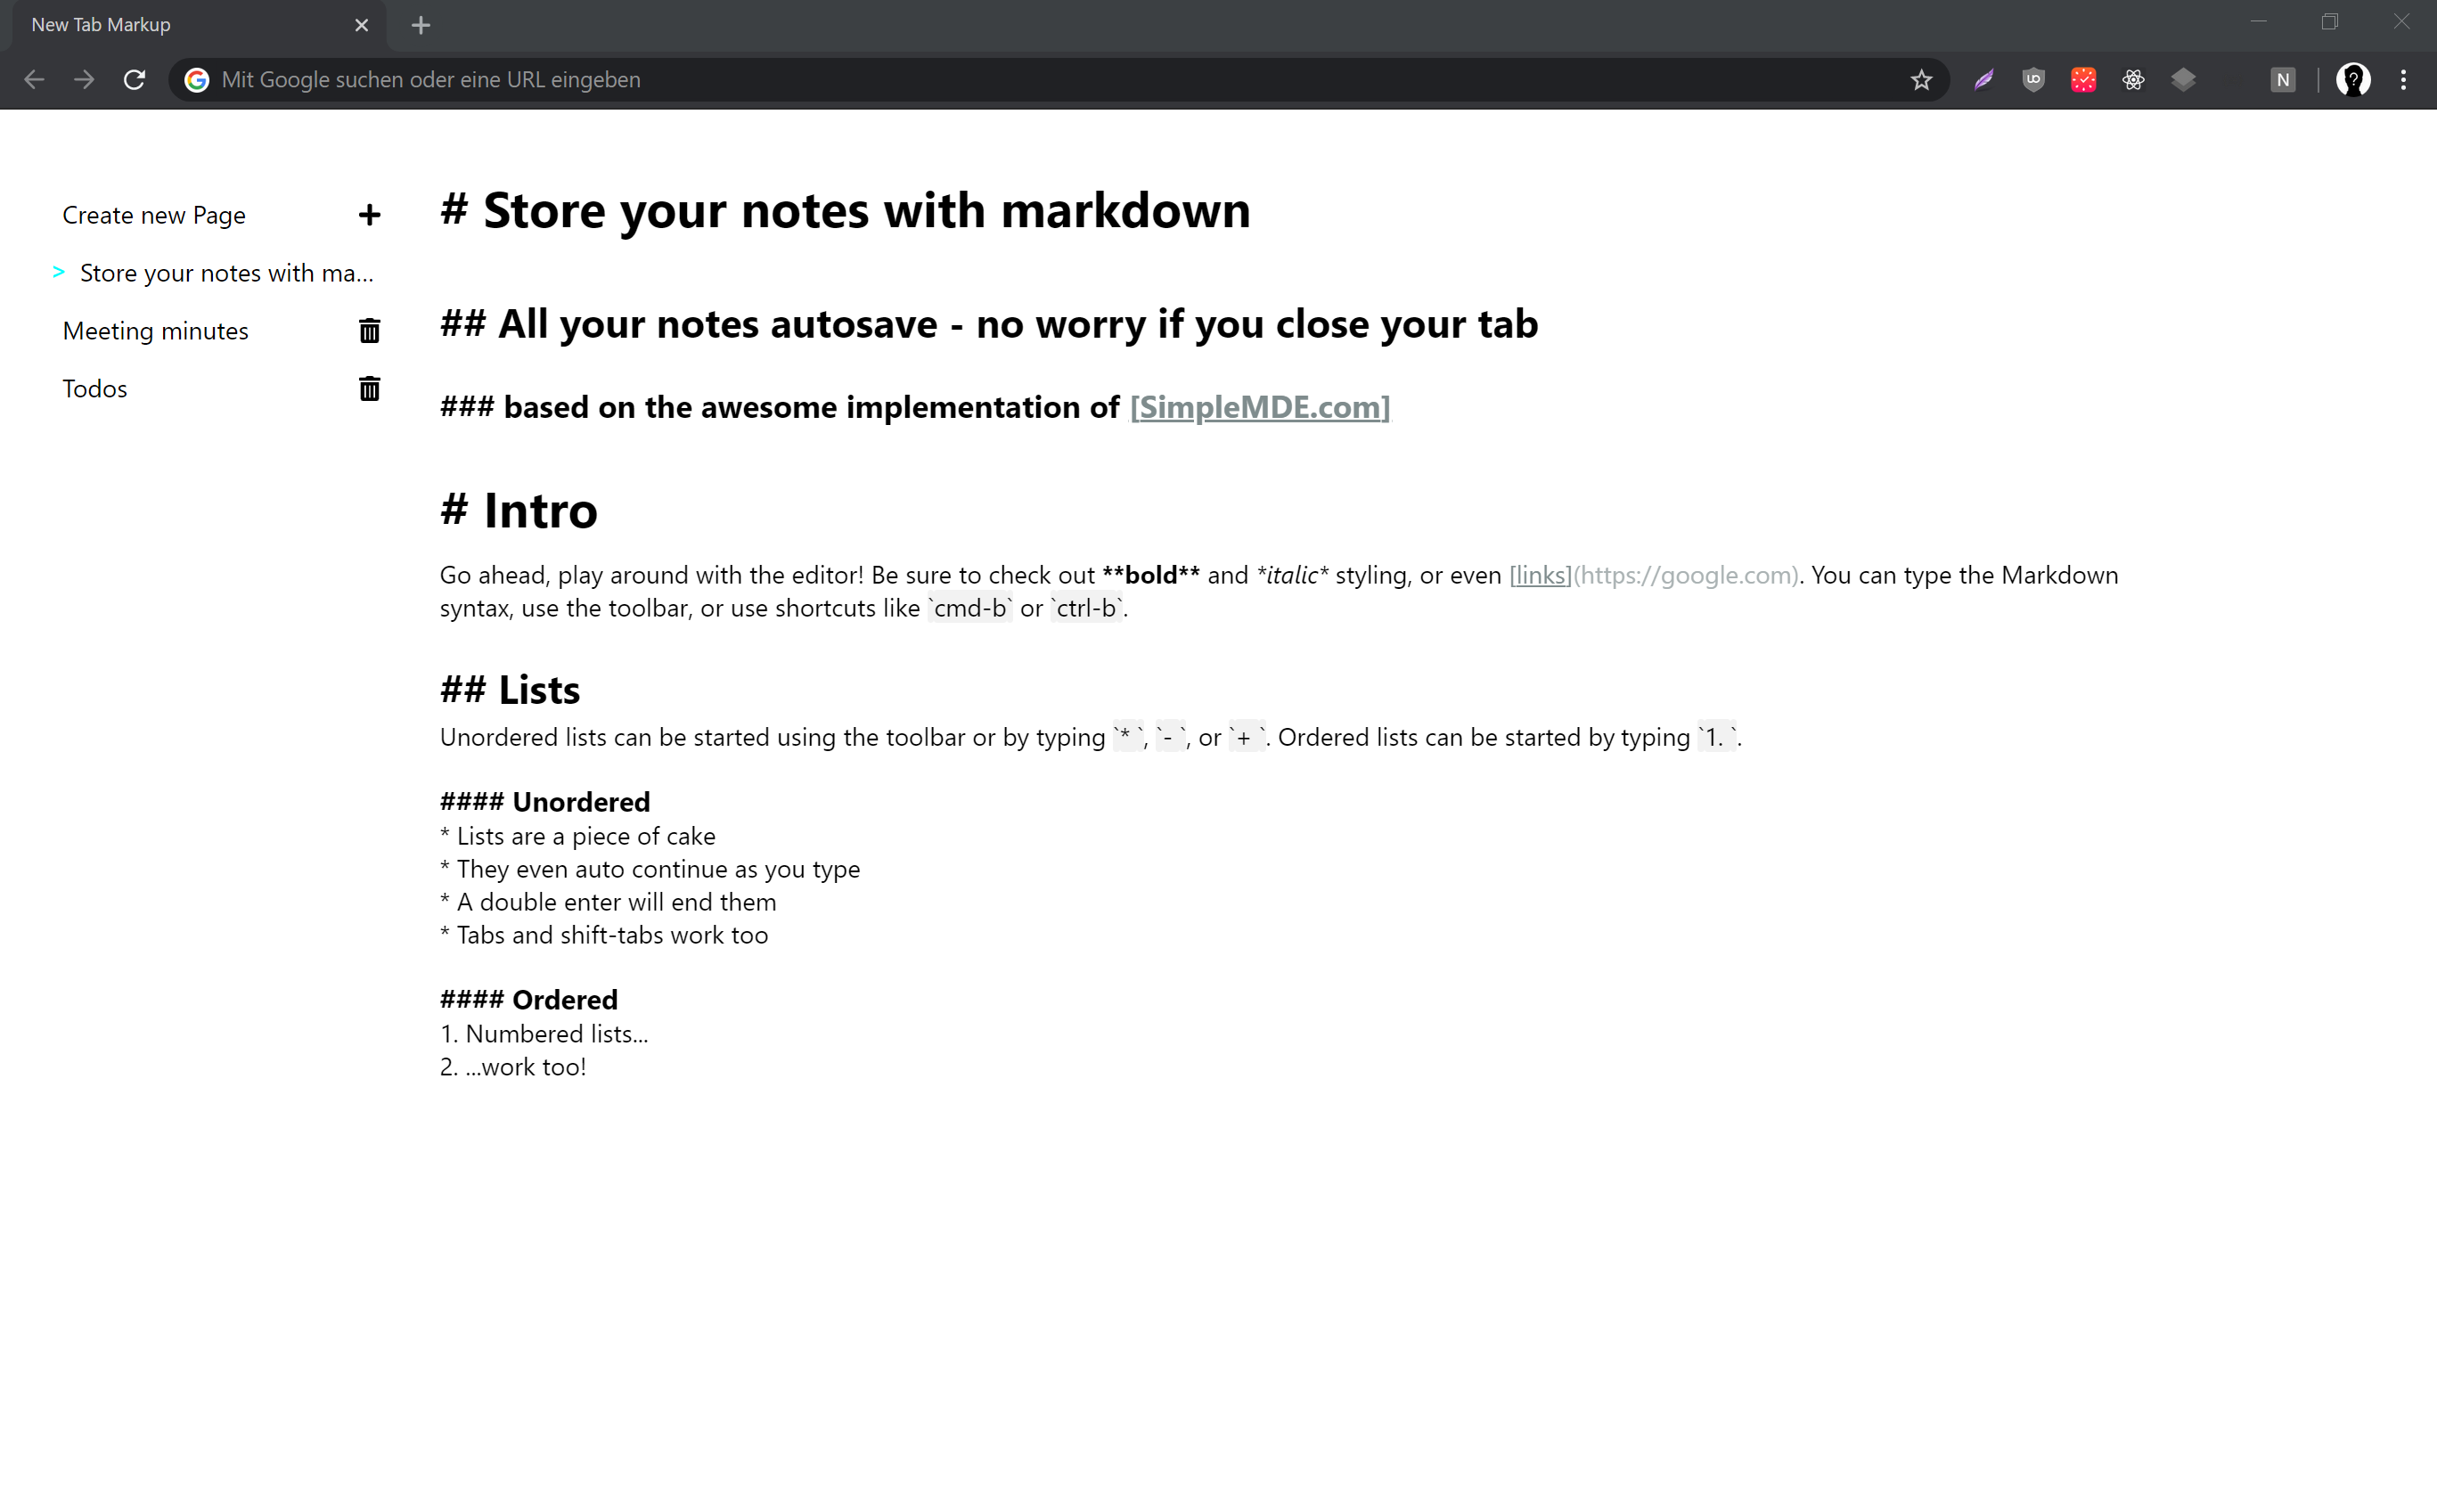 New Tab Markup
Mit Google suchen oder eine URL eingeben
N
Create new Page
> Store your notes with ma...
Meeting minutes
Todos
# Store your notes with markdown
## All your notes autosave - no worry if you close your tab
### based on the awesome implementation of [SimpleMDE.com]
# Intro
Go ahead, play around with the editor! Be sure to check out **bold** and *italic* styling, or even [links](https://google.com). You can type the Markdown
syntax, use the toolbar, or use shortcuts like `cmd-b` or `ctrl-b`.
## Lists
Unordered lists can be started using the toolbar or by typing `* `, `- `, or `+ `. Ordered lists can be started by typing `1. `.
#### Unordered
* Lists are a piece of cake
* They even auto continue as you type
* A double enter will end them
* Tabs and shift-tabs work too
#### Ordered
1. Numbered lists...
2. ...work too!